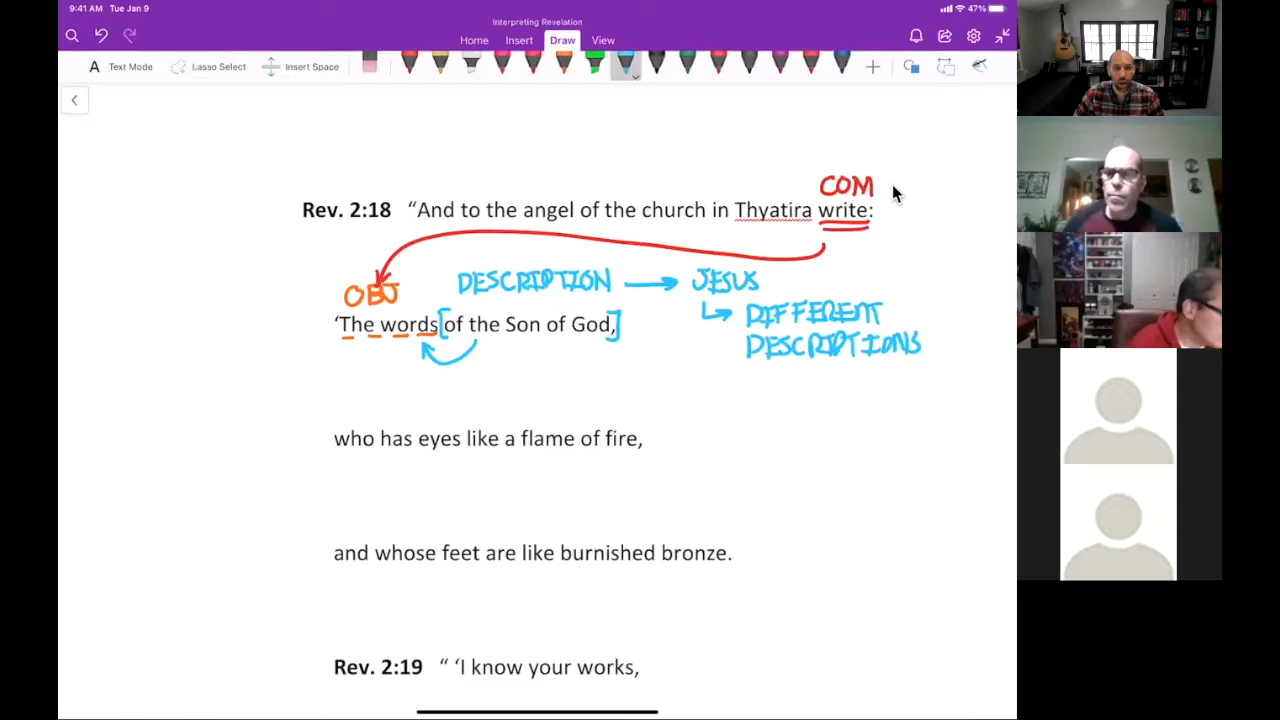 9:41 AM Tue Jan 9
47%
Interpreting Revelation
Home Insert Draw View
A Text Mode Lasso Select Insert Space
COM
Rev. 2:18 “And to the angel of the church in Thyatira write:
OBJ DESCRIPTION → JESUS
↳ DIFFERENT
‘The words [of the Son of God,]
DESCRIPTIONS
who has eyes like a flame of fire,
and whose feet are like burnished bronze.
Rev. 2:19 “ ‘I know your works,